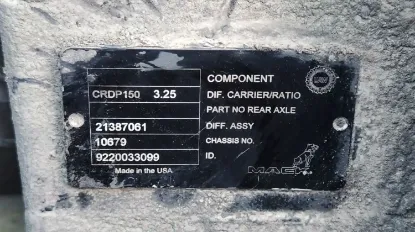 COMPONENT
CRDP150 3.25 DIF. CARRIER/RATIO
PART NO REAR AXLE
21387061 DIFF. ASSY
10679 CHASSIS NO.
9220033099 ID.
Made in the USA
MACK